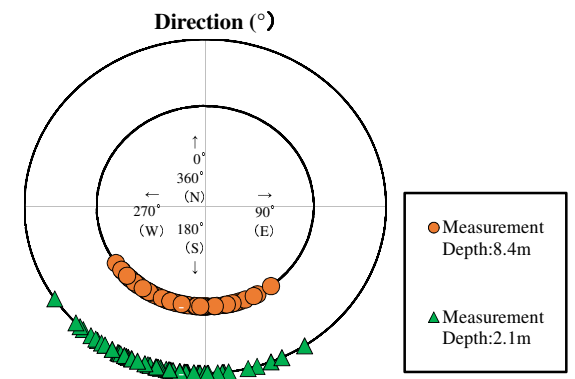 Direction (°)
↑
0°
360°
(N)
← →
270° 90°
(W) 180° (E)
(S)
↓
Measurement
Depth:8.4m
Measurement
Depth:2.1m